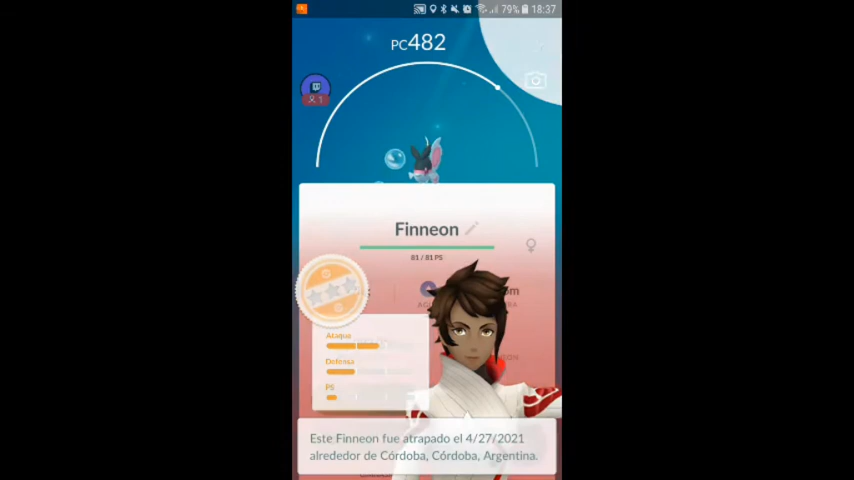 79% 18:37
PC482
1
Finneon
81 / 81 PS
Ataque
Defensa
PS
Este Finneon fue atrapado el 4/27/2021
alrededor de Córdoba, Córdoba, Argentina.